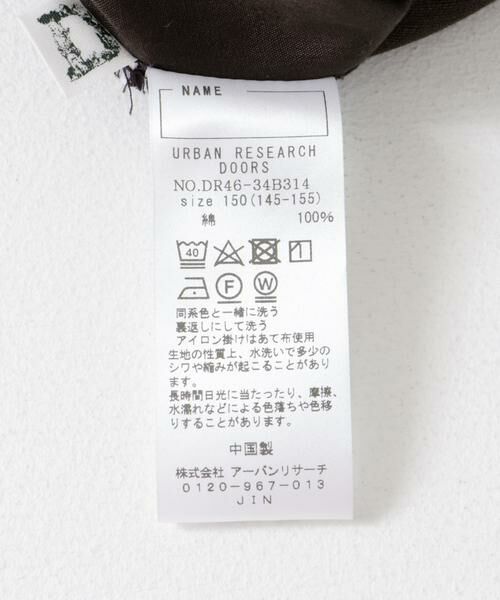 D
NAME
URBAN RESEARCH
DOORS
NO.DR46-34B314
size 150(145-155)
綿 100%
40
F W
同系色と一緒に洗う
裏返しにして洗う
アイロン掛けはあて布使用
生地の性質上、水洗いで多少の
シワや縮みが起こることがあり
ます。
長時間日光に当たったり、摩擦、
水濡れなどによる色落ちや色移
りすることがあります。
中国製
株式会社 アーバンリサーチ
0120-967-013
JIN